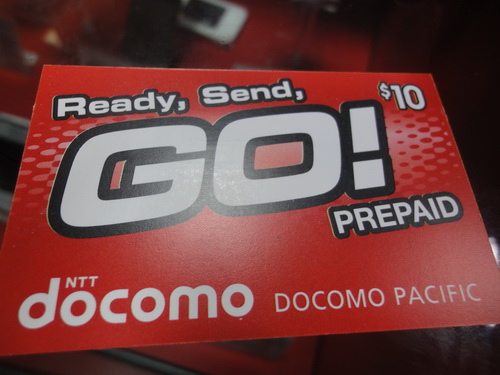 Ready, Send,
$10
GO!
PREPAID
NTT
docomo
DOCOMO PACIFIC